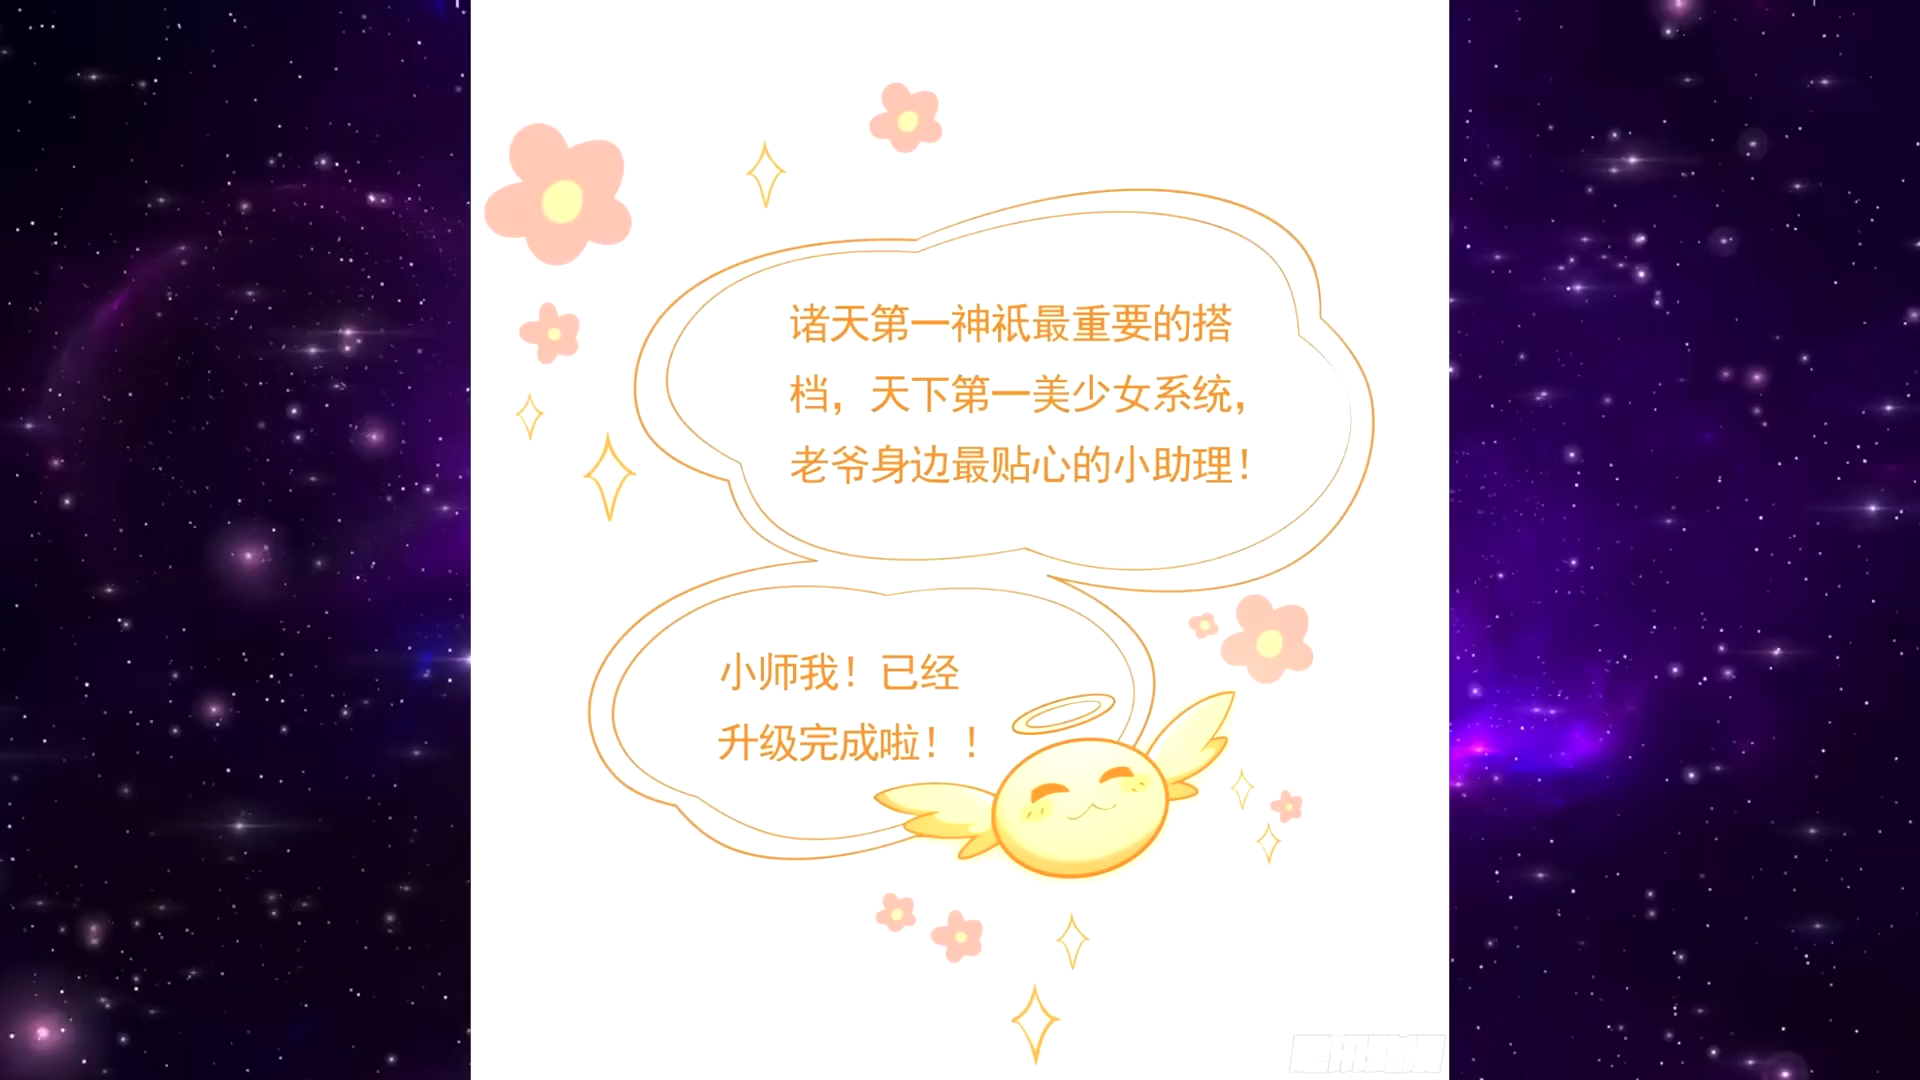 诸天第一神祇最重要的搭
档，天下第一美少女系统，
老爷身边最贴心的小助理！
小师我！已经
升级完成啦！！